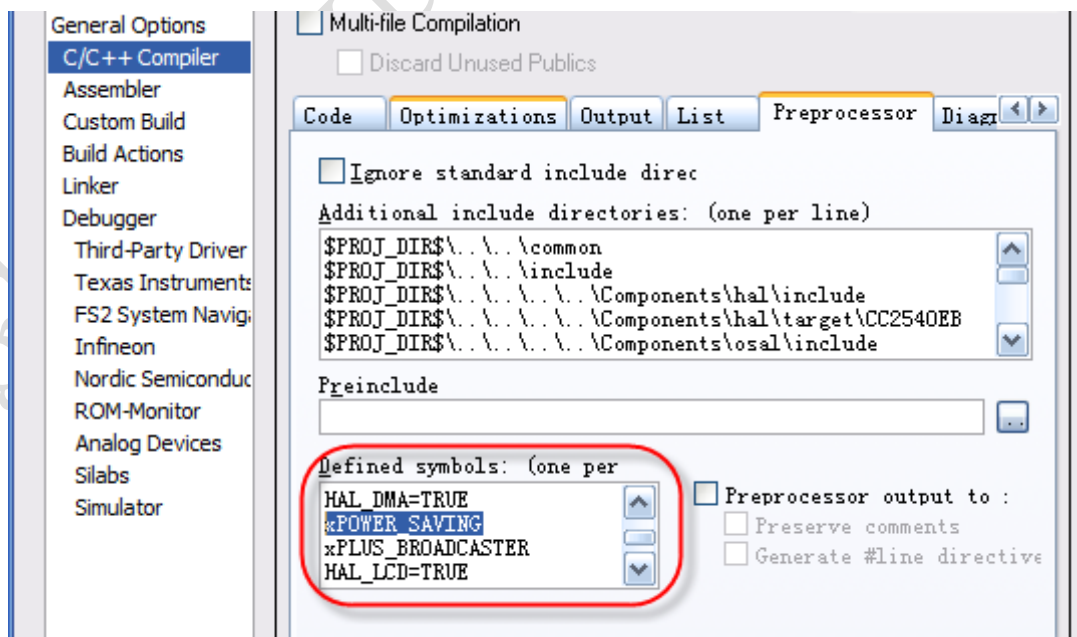 General Options
C/C++ Compiler
Assembler
Custom Build
Build Actions
Linker
Debugger
Third-Party Driver
Texas Instruments
FS2 System Naviga
Infineon
Nordic Semiconduc
ROM-Monitor
Analog Devices
Silabs
Simulator
Multi-file Compilation
Discard Unused Publics
Code Optimizations Output List Preprocessor Diagn
Ignore standard include direc
Additional include directories: (one per line)
$PROJ_DIR$\..\..\common
$PROJ_DIR$\..\..\include
$PROJ_DIR$\..\..\..\..\Components\hal\include
$PROJ_DIR$\..\..\..\..\Components\hal\target\CC2540EB
$PROJ_DIR$\..\..\..\..\Components\osal\include
Preinclude
..
Defined symbols: (one per
HAL_DMA=TRUE
xPOWER_SAVING
xPLUS_BROADCASTER
HAL_LCD=TRUE
Preprocessor output to :
Preserve comments
Generate #line directive